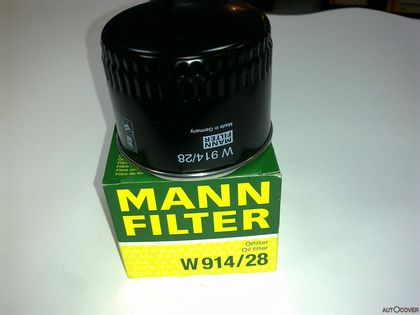 W 914/28
MANN
FILTER
Made in Germany
MANN
FILTER
Ölfilter
Oil filter
W 914/28
AUTOCOVER